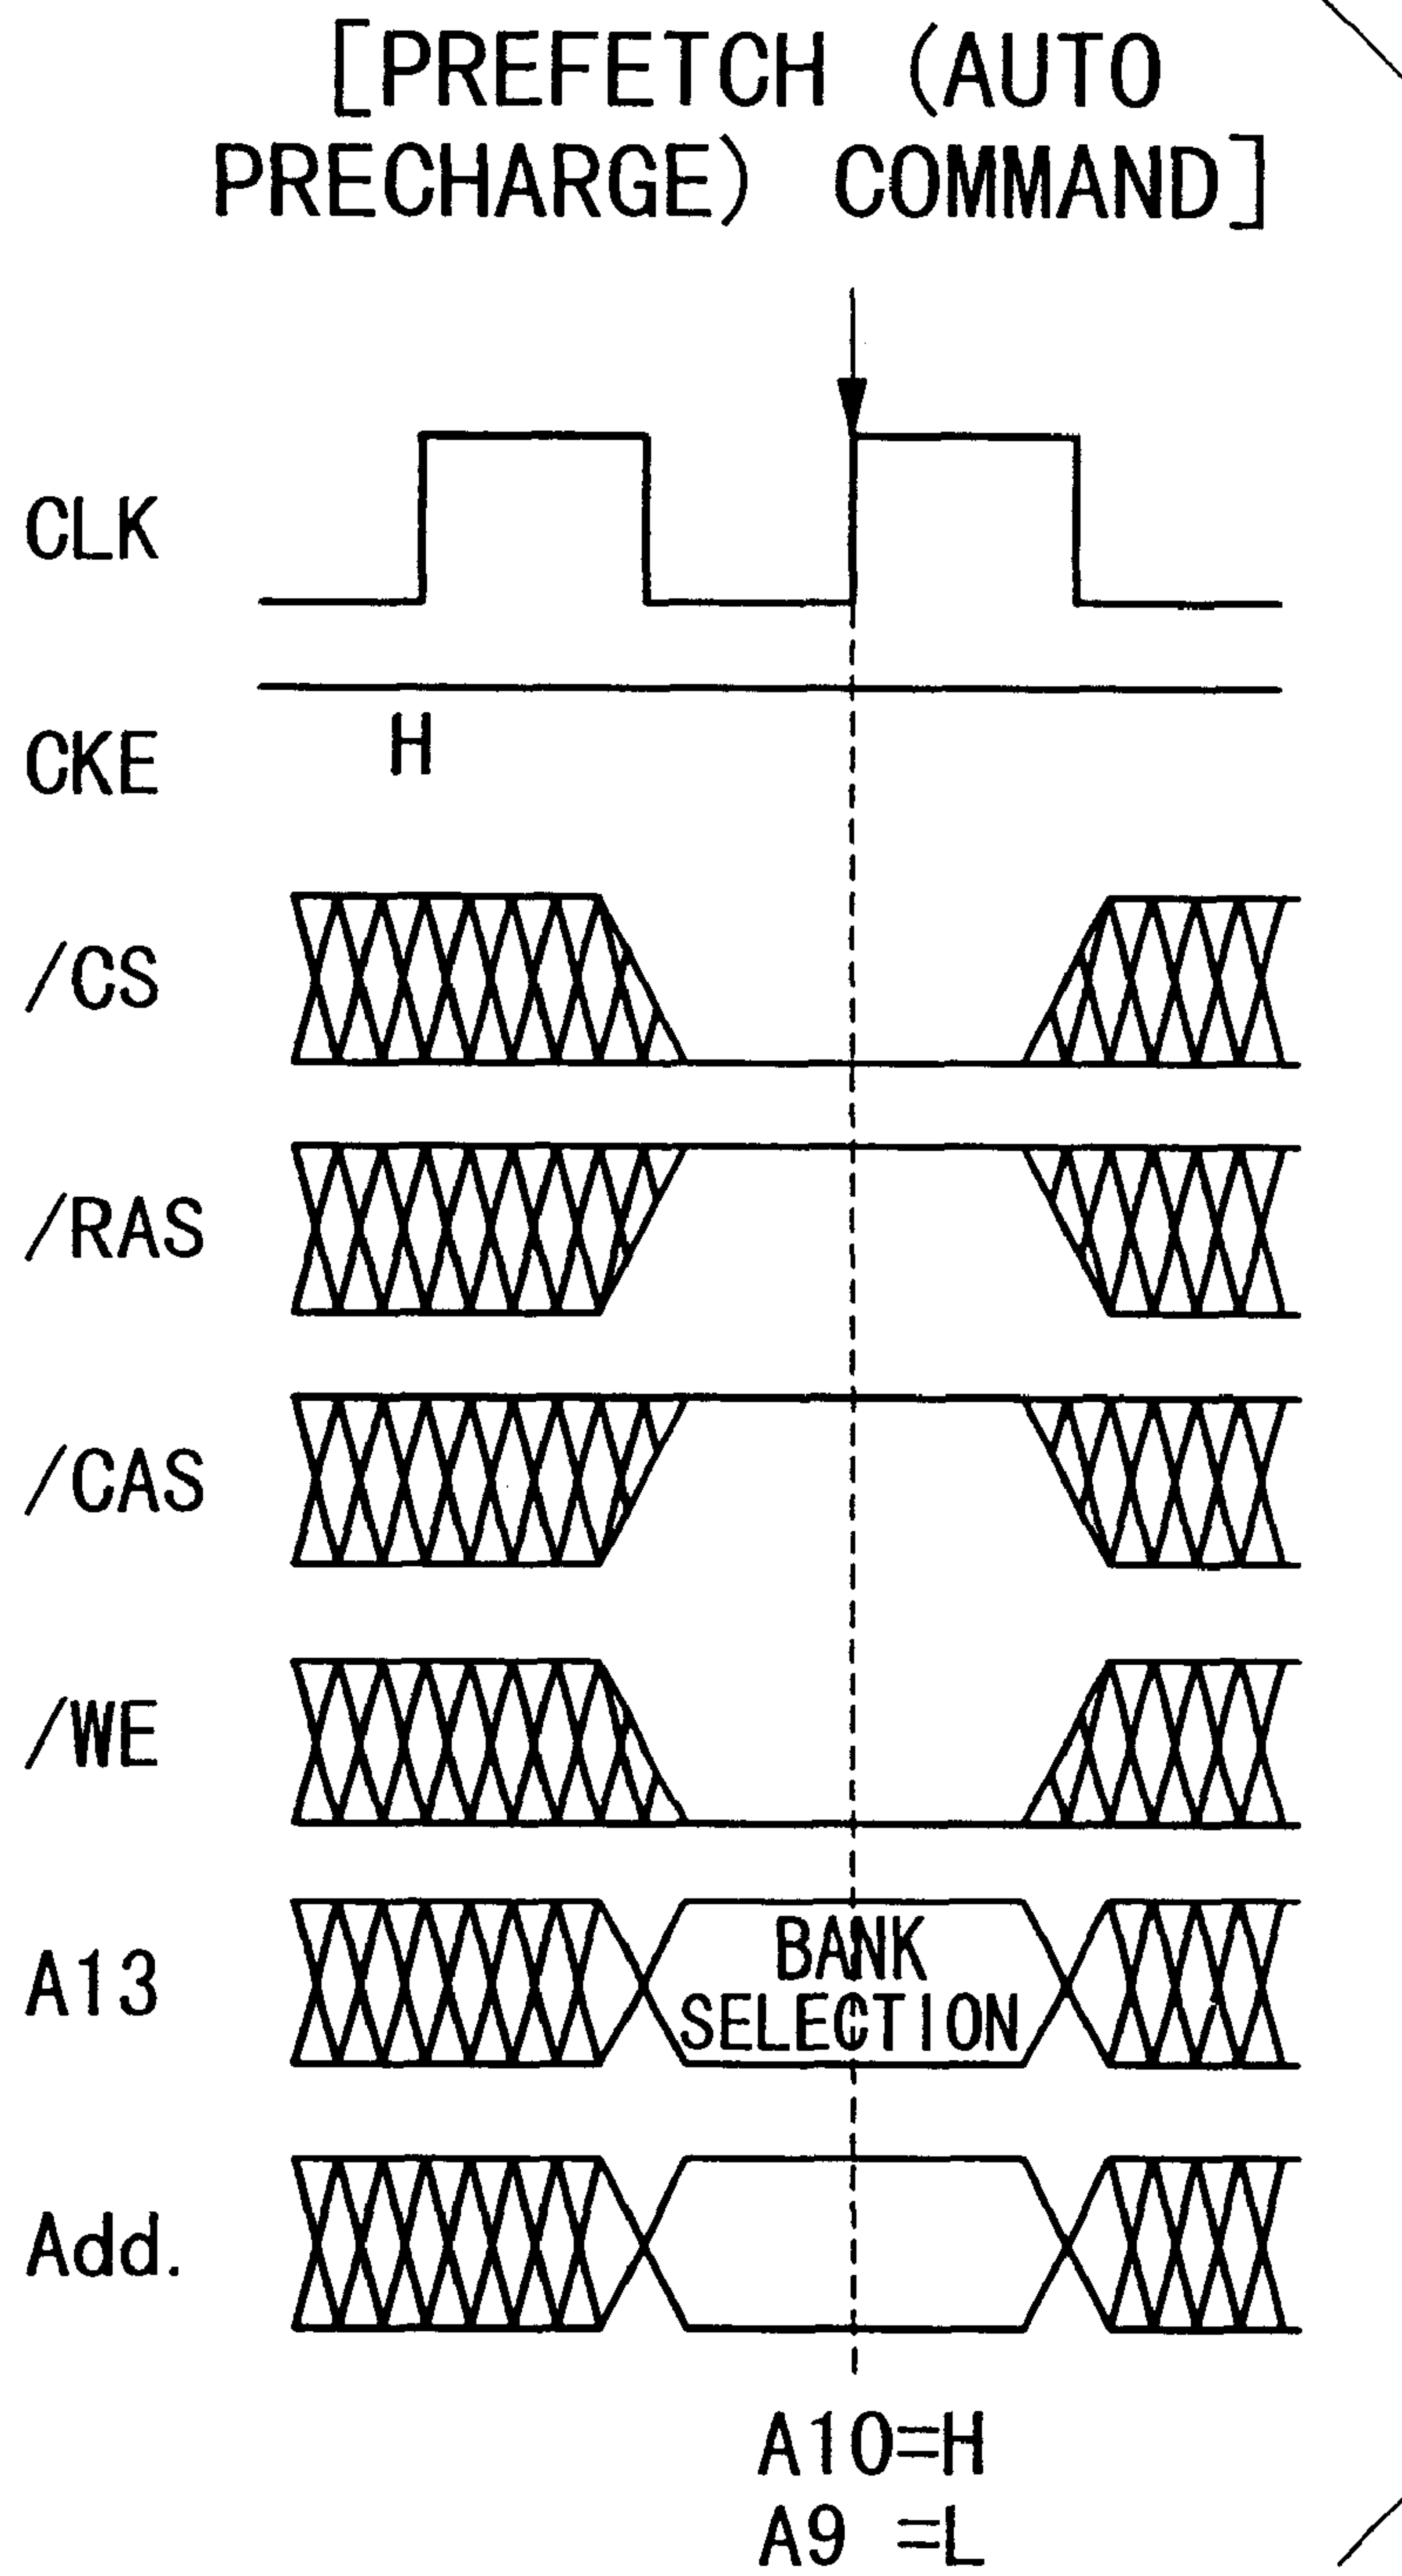 [PREFETCH (AUTO
PRECHARGE) COMMAND]
CLK
CKE
H
/CS
/RAS
/CAS
/WE
A13
BANK
SELECTION
Add.
A10=H
A9 =L